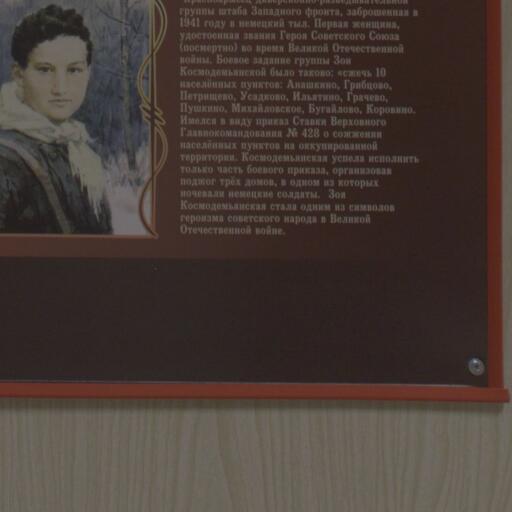 Красноармеец диверсионно-разведывательной
группы штаба Западного фронта, заброшенная в
1941 году в немецкий тыл. Первая женщина,
удостоенная звания Героя Советского Союза
(посмертно) во время Великой Отечественной
войны. Боевое задание группы Зои
Космодемьянской было таково: «сжечь 10
населённых пунктов: Анашкино, Грибцово,
Петрищево, Усадково, Ильятино, Грачево,
Пушкино, Михайловское, Бугайлово, Коровино.
Имелся в виду приказ Ставки Верховного
Главнокомандования № 428 о сожжении
населённых пунктов на оккупированной
территории. Космодемьянская успела исполнить
только часть боевого приказа, организовав
поджог трёх домов, в одном из которых
ночевали немецкие солдаты. Зоя
Космодемьянская стала одним из символов
героизма советского народа в Великой
Отечественной войне.